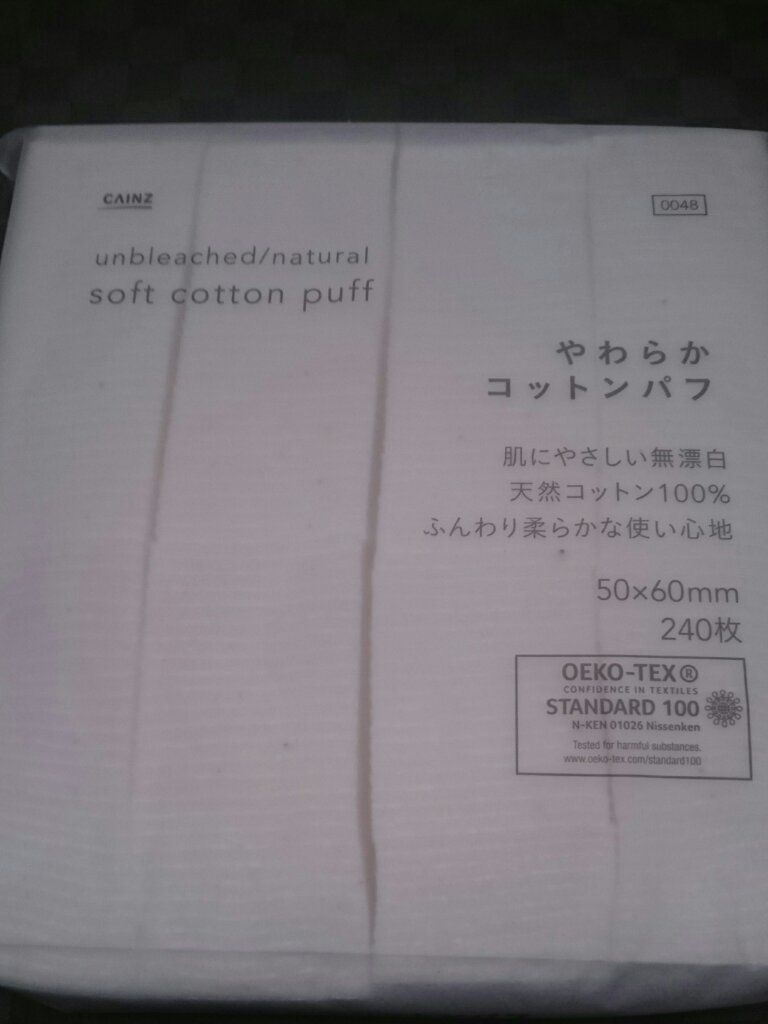 CAINZ
0048
unbleached/natural
soft cotton puff
やわらか
コットンパフ
肌にやさしい無漂白
天然コットン100%
ふんわり柔らかな使い心地
50×60mm
240枚
OEKO-TEX®
CONFIDENCE IN TEXTILES
STANDARD 100
N-KEN 01026 Nissenken
Tested for harmful substances.
www.oeko-tex.com/standard100